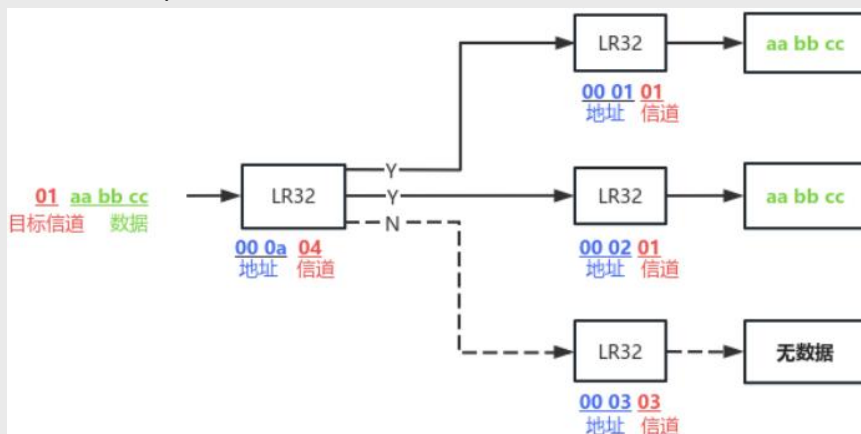 LR32
aa bb cc
00 01 01
地址 信道
Y
01 aa bb cc
目标信道 数据
LR32
Y
LR32
aa bb cc
N
00 0a 04
地址 信道
00 02 01
地址 信道
LR32
无数据
00 03 03
地址 信道